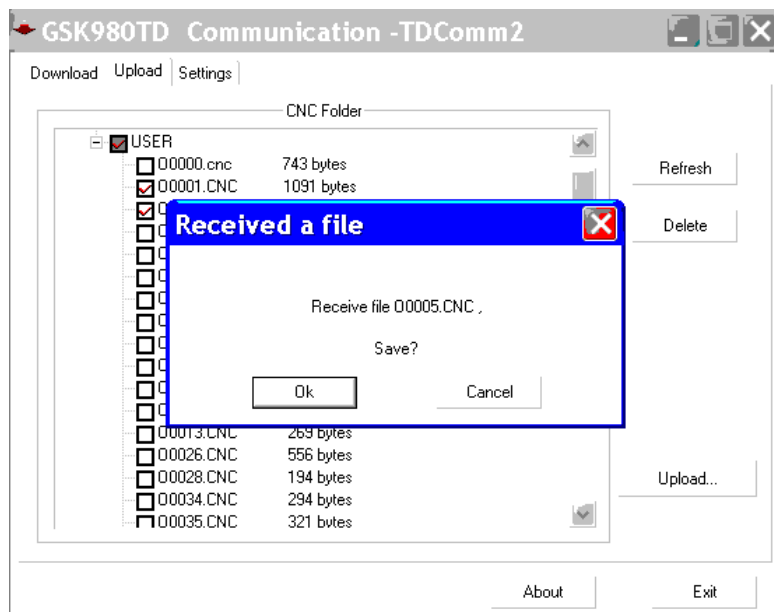 GSK980TD Communication -TDComm2
Download Upload Settings
CNC Folder
USER
O0000.cnc 743 bytes
O0001.CNC 1091 bytes
Refresh
Delete
Received a file
Receive file O0005.CNC ,
Save?
Ok Cancel
O0013.CNC 269 bytes
O0026.CNC 556 bytes
O0028.CNC 194 bytes
O0034.CNC 294 bytes
O0035.CNC 321 bytes
Upload...
About Exit